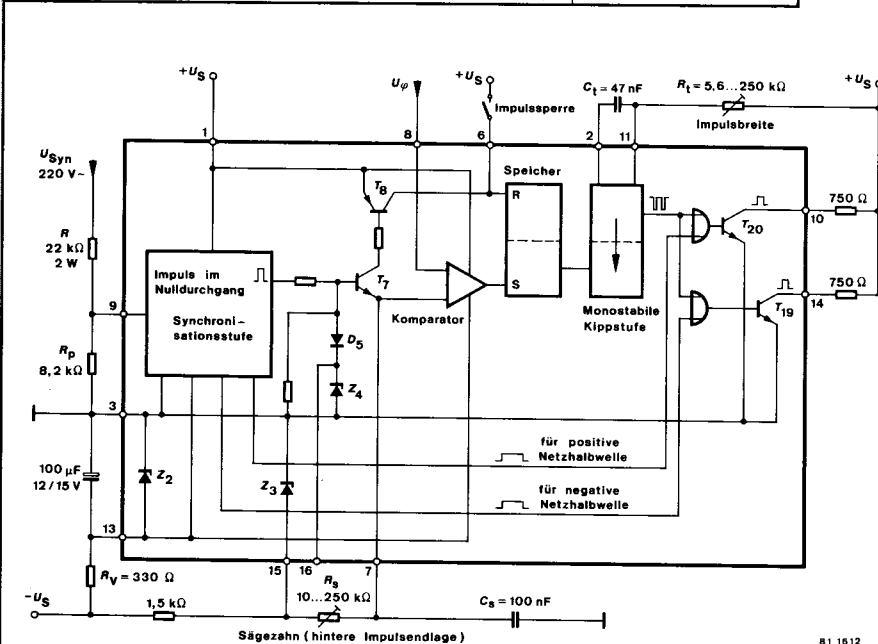 +U_S
U_φ
+U_S
C_t = 47 nF
R_t = 5,6...250 kΩ
+U_S
Impulssperre
Impulsbreite
1
8
6
2
11
U_Syn
220 V~
Speicher
T_8
R
S
R
22 kΩ
2 W
10
750 Ω
T_20
Impuls im
Nulldurchgang
Synchroni-
sationsstufe
T_7
Komparator
Monostabile
Kippstufe
14
750 Ω
T_19
9
D_5
R_p
8,2 kΩ
Z_4
3
für positive
Netzhalbwelle
100 µF
12/15 V
Z_2
Z_3
für negative
Netzhalbwelle
13
15
16
7
R_V = 330 Ω
R_s
10...250 kΩ
C_s = 100 nF
-U_S
1,5 kΩ
Sägezahn (hintere Impulsendlage)
81 1512